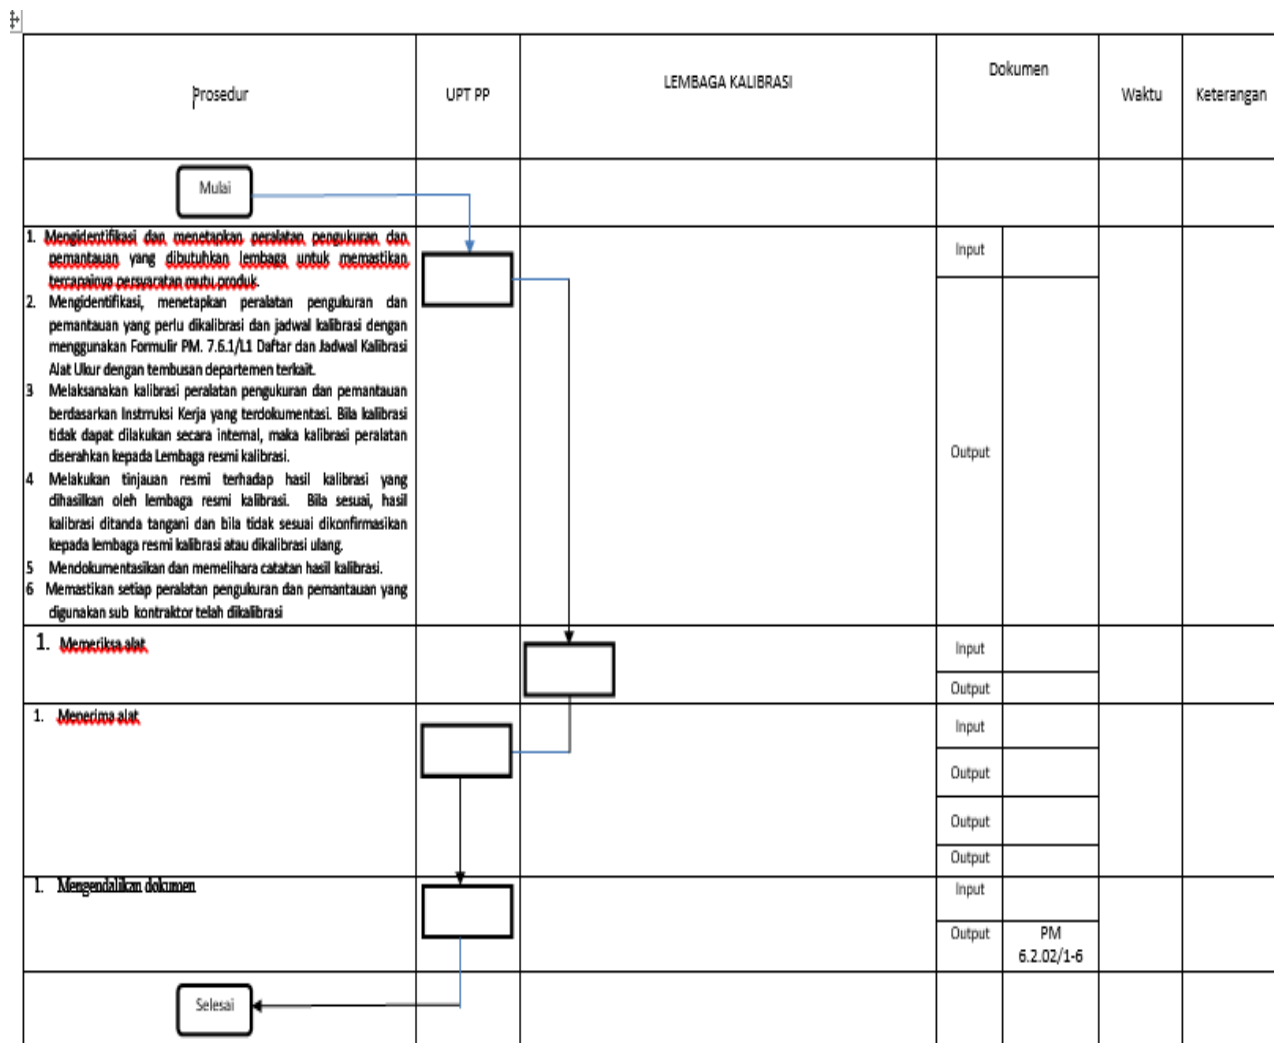 Prosedur
UPT PP
LEMBAGA KALIBRASI
Dokumen
Waktu
Keterangan
Mulai
1. Mengidentifikasi dan menetapkan peralatan pengukuran dan
pemantauan yang dibutuhkan lembaga untuk memastikan
tercapainya persyaratan mutu produk.
2. Mengidentifikasi, menetapkan peralatan pengukuran dan
pemantauan yang perlu dikalibrasi dan jadwal kalibrasi dengan
menggunakan Formulir PM. 7.6.1/L1 Daftar dan Jadwal Kalibrasi
Alat Ukur dengan tembusan departemen terkait.
3 Melaksanakan kalibrasi peralatan pengukuran dan pemantauan
berdasarkan Instrruksi Kerja yang terdokumentasi. Bila kalibrasi
tidak dapat dilakukan secara internal, maka kalibrasi peralatan
diserahkan kepada Lembaga resmi kalibrasi.
4 Melakukan tinjauan resmi terhadap hasil kalibrasi yang
dihasilkan oleh lembaga resmi kalibrasi. Bila sesuai, hasil
kalibrasi ditanda tangani dan bila tidak sesuai dikonfirmasikan
kepada lembaga resmi kalibrasi atau dikalibrasi ulang.
5 Mendokumentasikan dan memelihara catatan hasil kalibrasi.
6 Memastikan setiap peralatan pengukuran dan pemantauan yang
digunakan sub kontraktor telah dikalibrasi
Input
Output
1. Memeriksa alat
Input
Output
1. Menerima alat
Input
Output
Output
Output
1. Mengendalikan dokumen
Input
Output
PM
6.2.02/1-6
Selesai